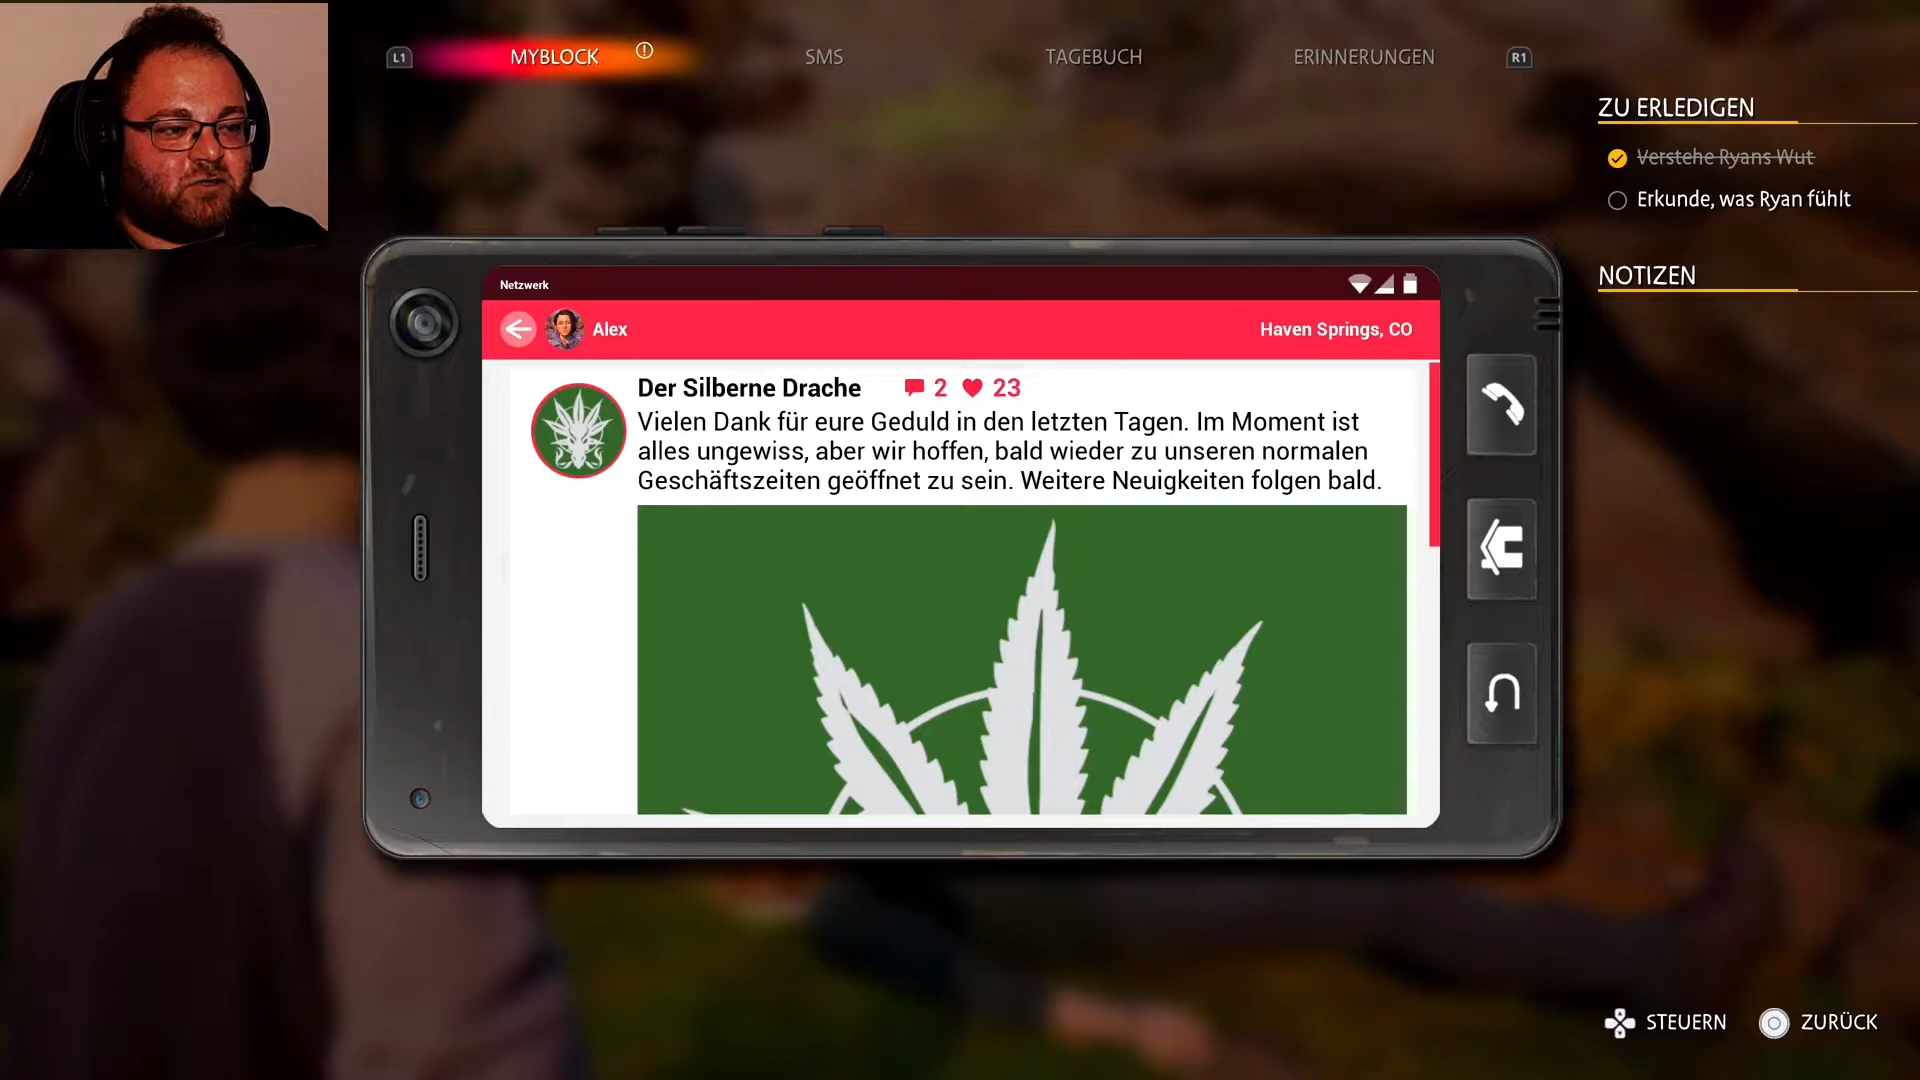 L1
MYBLOCK
SMS
TAGEBUCH
ERINNERUNGEN
R1
ZU ERLEDIGEN
Verstehe Ryans Wut
Erkunde, was Ryan fühlt
NOTIZEN
Netzwerk
Alex
Haven Springs, CO
Der Silberne Drache 2 23
Vielen Dank für eure Geduld in den letzten Tagen. Im Moment ist
alles ungewiss, aber wir hoffen, bald wieder zu unseren normalen
Geschäftszeiten geöffnet zu sein. Weitere Neuigkeiten folgen bald.
STEUERN
ZURÜCK